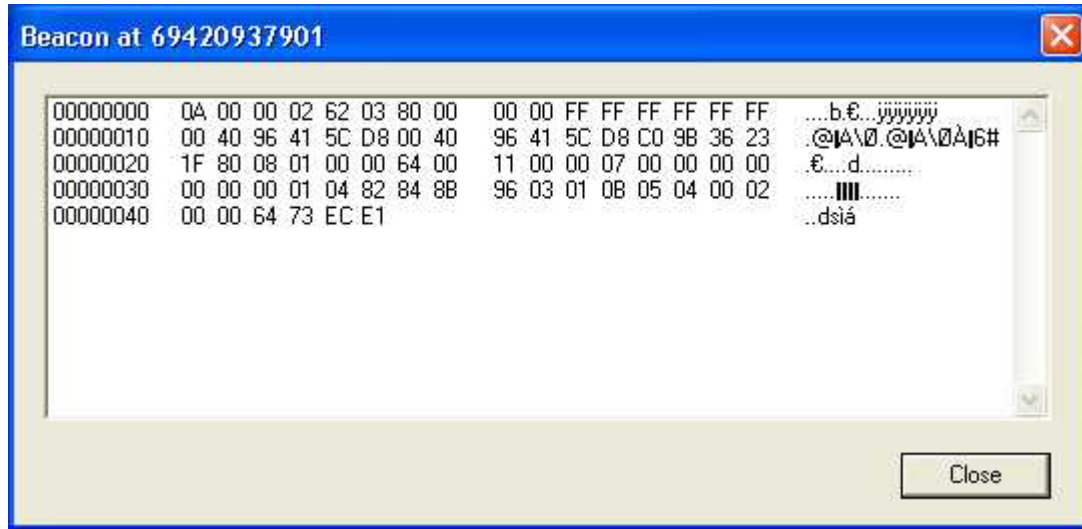 Beacon at 69420937901
00000000 0A 00 00 02 62 03 80 00 00 00 FF FF FF FF FF FF ....b.€...ÿÿÿÿÿÿ
00000010 00 40 96 41 5C D8 00 40 96 41 5C D8 C0 9B 36 23 .@|A\Ø.@|A\ØÀ|6#
00000020 1F 80 08 01 00 00 64 00 11 00 00 07 00 00 00 00 .€....d.........
00000030 00 00 00 01 04 82 84 8B 96 03 01 0B 05 04 00 02 .....||||.......
00000040 00 00 64 73 EC E1 ..dsìá
Close